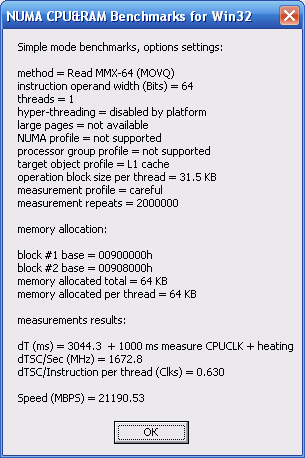 NUMA CPU&RAM Benchmarks for Win32
Simple mode benchmarks, options settings:
method = Read MMX-64 (MOVQ)
instruction operand width (Bits) = 64
threads = 1
hyper-threading = disabled by platform
large pages = not available
NUMA profile = not supported
processor group profile = not supported
target object profile = L1 cache
operation block size per thread = 31.5 KB
measurement profile = careful
measurement repeats = 2000000
memory allocation:
block #1 base = 00900000h
block #2 base = 00908000h
memory allocated total = 64 KB
memory allocated per thread = 64 KB
measurements results:
dT (ms) = 3044.3  + 1000 ms measure CPUCLK + heating
dTSC/Sec (MHz) = 1672.8
dTSC/Instruction per thread (Clks) = 0.630
Speed (MBPS) = 21190.53
OK